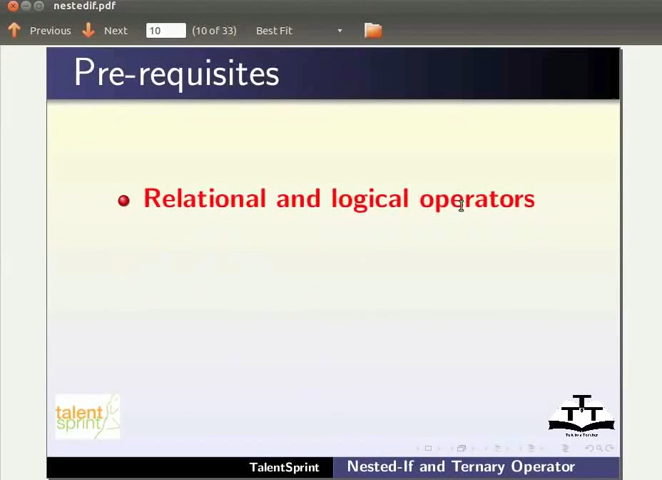 nestedif.pdf
Previous Next 10 (10 of 33) Best Fit
Pre-requisites
Relational and logical operators
talent
sprint
TTT
TalentSprint Nested-If and Ternary Operator